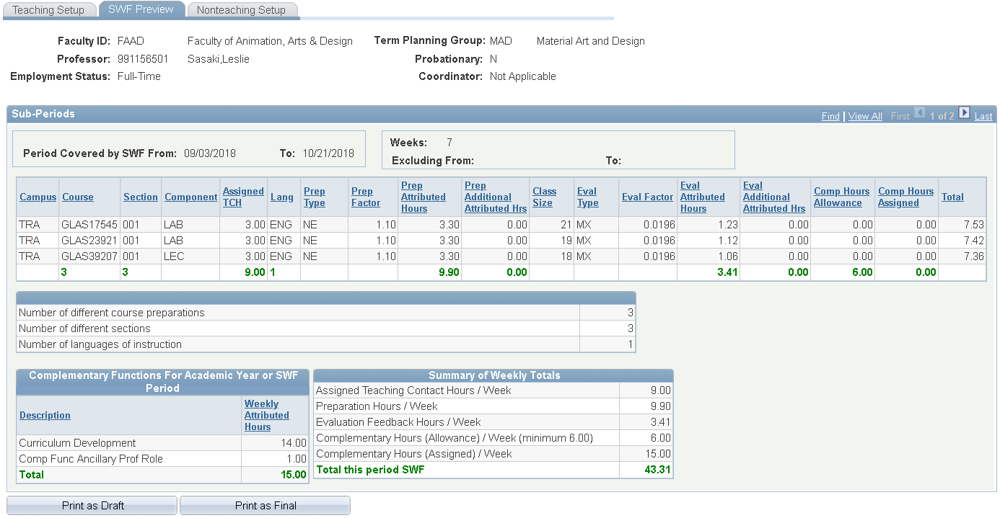 Teaching Setup SWF Preview Nonteaching Setup
Faculty ID: FAAD Faculty of Animation, Arts & Design Term Planning Group: MAD Material Art and Design
Professor: 991156501 Sasaki,Leslie Probationary: N
Employment Status: Full-Time Coordinator: Not Applicable
Sub-Periods Find | View All First 1 of 2 Last
Period Covered by SWF From: 09/03/2018 To: 10/21/2018
Weeks: 7
Excluding From: To:
Campus Course Section Component Assigned TCH Lang Prep Type Prep Factor Prep Attributed Hours Prep Additional Attributed Hrs Class Size Eval Type Eval Factor Eval Attributed Hours Eval Additional Attributed Hrs Comp Hours Allowance Comp Hours Assigned Total
TRA GLAS17545 001 LAB 3.00 ENG NE 1.10 3.30 0.00 21 MX 0.0196 1.23 0.00 0.00 0.00 7.53
TRA GLAS23921 001 LAB 3.00 ENG NE 1.10 3.30 0.00 19 MX 0.0196 1.12 0.00 0.00 0.00 7.42
TRA GLAS39207 001 LEC 3.00 ENG NE 1.10 3.30 0.00 18 MX 0.0196 1.06 0.00 0.00 0.00 7.36
3 3 9.00 1 9.90 0.00 3.41 0.00 6.00 0.00
Number of different course preparations 3
Number of different sections 3
Number of languages of instruction 1
Complementary Functions For Academic Year or SWF Period
Description Weekly Attributed Hours
Curriculum Development 14.00
Comp Func Ancillary Prof Role 1.00
Total 15.00
Summary of Weekly Totals
Assigned Teaching Contact Hours / Week 9.00
Preparation Hours / Week 9.90
Evaluation Feedback Hours / Week 3.41
Complementary Hours (Allowance) / Week (minimum 6.00) 6.00
Complementary Hours (Assigned) / Week 15.00
Total this period SWF 43.31
Print as Draft Print as Final